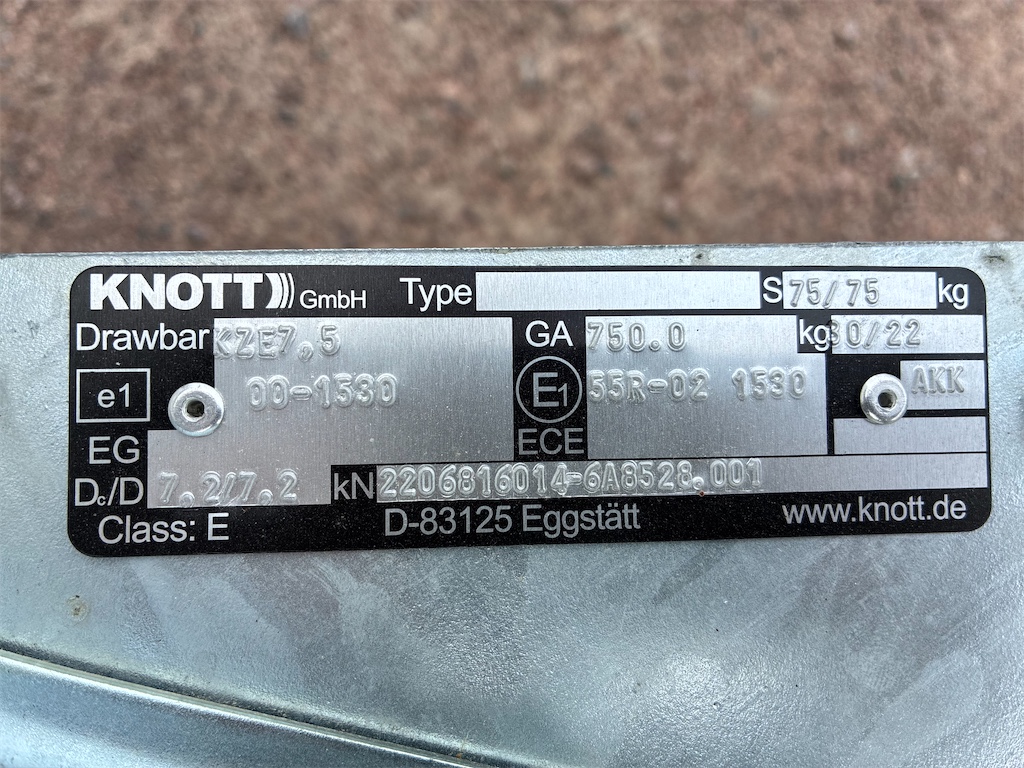 KNOTT GmbH Type S 75/75 kg
Drawbar KZE7,5 GA 750.0 kg 30/22
e1 00-1530 E1 55R-02 1530 AKK
EG ECE
Dc/D 7.2/7.2 kN 2206816014-6A8528.001
Class: E D-83125 Eggstätt www.knott.de